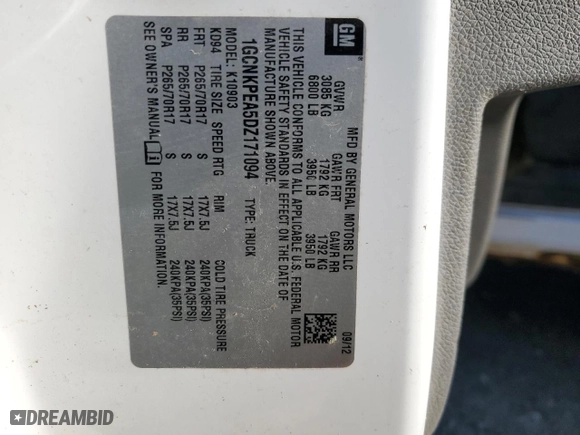 GM
®
MFD BY GENERAL MOTORS LLC
09/12
GVWR GAWR FRT GAWR RR
3085 KG 1792 KG 1792 KG
6800 LB 3950 LB 3950 LB
THIS VEHICLE CONFORMS TO ALL APPLICABLE U.S. FEDERAL MOTOR
VEHICLE SAFETY STANDARDS IN EFFECT ON THE DATE OF
MANUFACTURE SHOWN ABOVE.
1GCNKPEA5DZ171094 TYPE: TRUCK
MODEL: K10903
KD94 TIRE SIZE SPEED RTG RIM COLD TIRE PRESSURE
FRT P265/70R17 S 17X7.5J 240KPA(35PSI)
RR P265/70R17 S 17X7.5J 240KPA(35PSI)
SPA P265/70R17 S 17X7.5J 240KPA(35PSI)
SEE OWNER'S MANUAL i FOR MORE INFORMATION.
DREAMBID